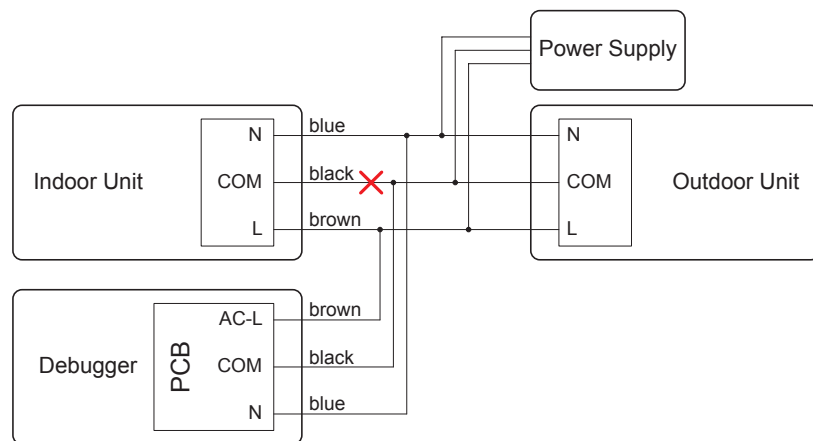 Power Supply
Indoor Unit
N
blue
COM
black
L
brown
N
COM
L
Outdoor Unit
Debugger
PCB
AC-L
brown
COM
black
N
blue